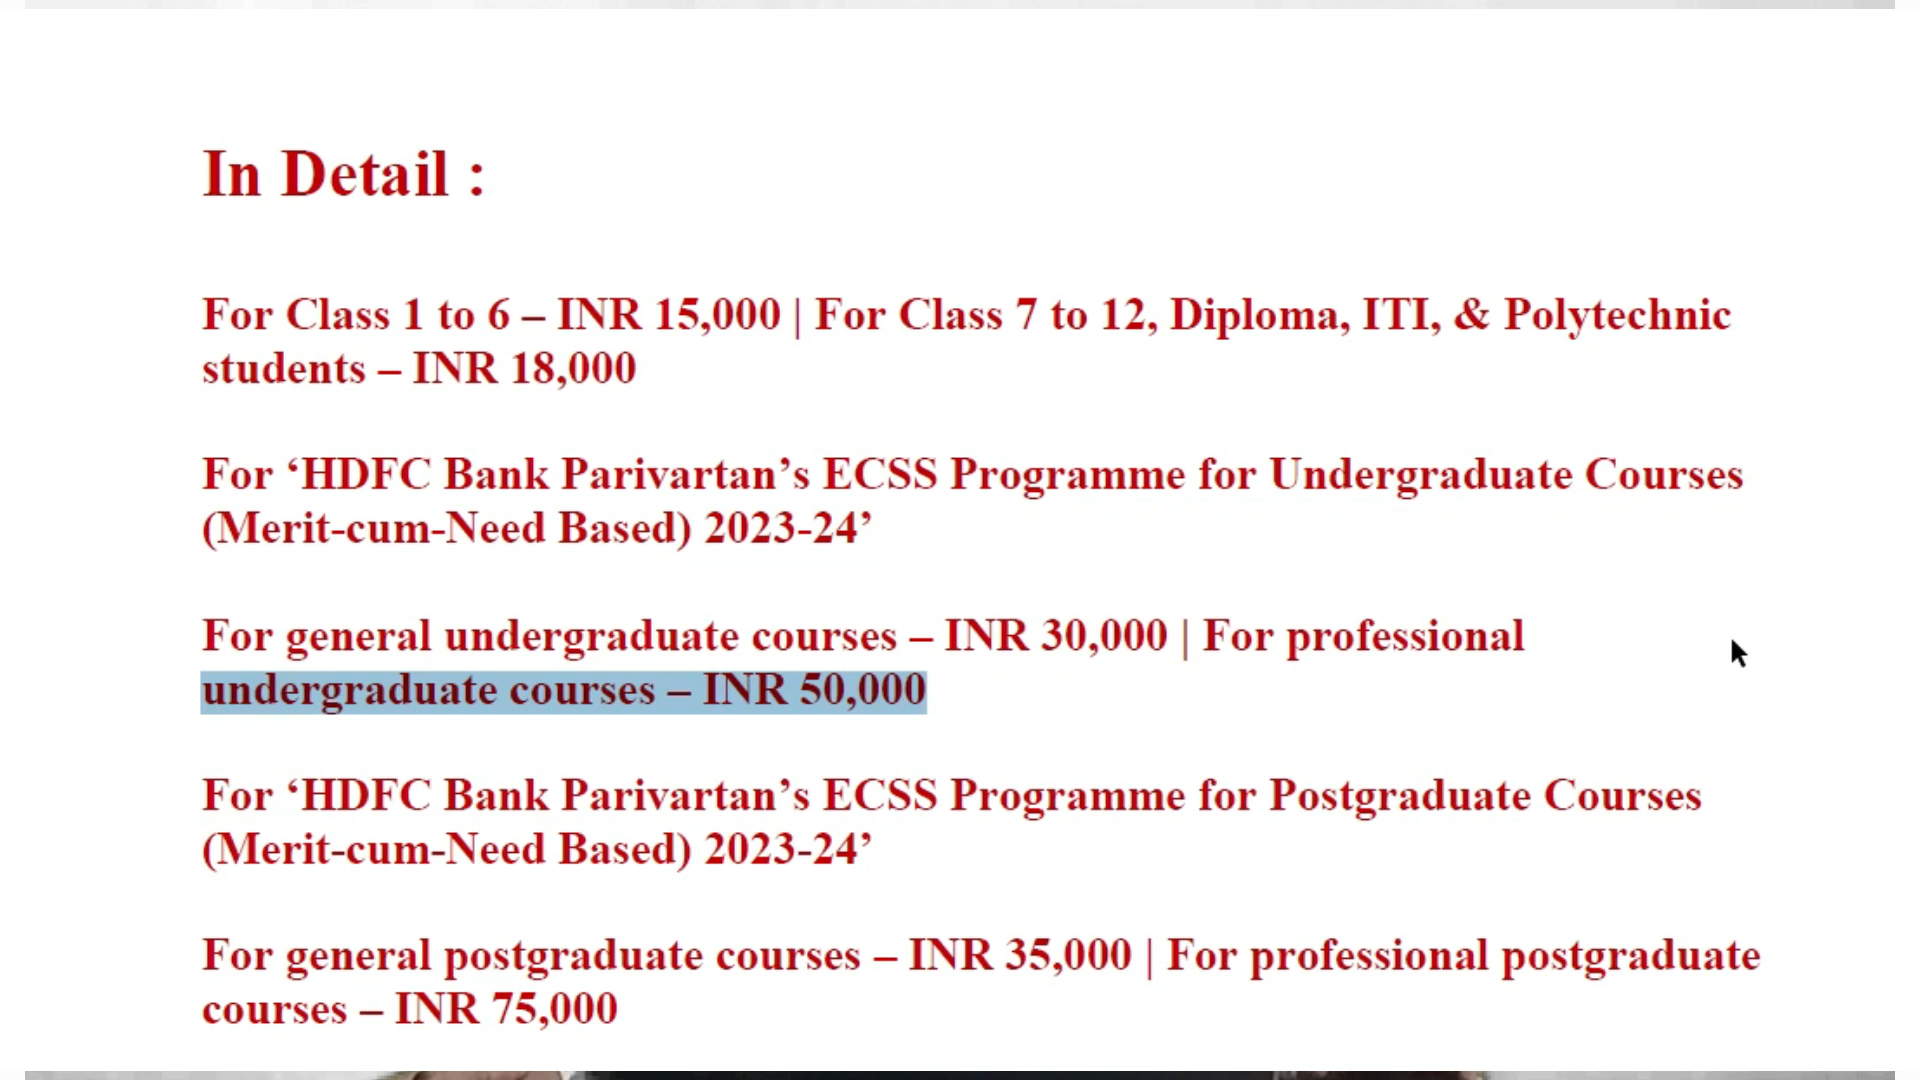 In Detail :
For Class 1 to 6 – INR 15,000 | For Class 7 to 12, Diploma, ITI, & Polytechnic
students – INR 18,000
For ‘HDFC Bank Parivartan’s ECSS Programme for Undergraduate Courses
(Merit-cum-Need Based) 2023-24’
For general undergraduate courses – INR 30,000 | For professional
undergraduate courses – INR 50,000
For ‘HDFC Bank Parivartan’s ECSS Programme for Postgraduate Courses
(Merit-cum-Need Based) 2023-24’
For general postgraduate courses – INR 35,000 | For professional postgraduate
courses – INR 75,000